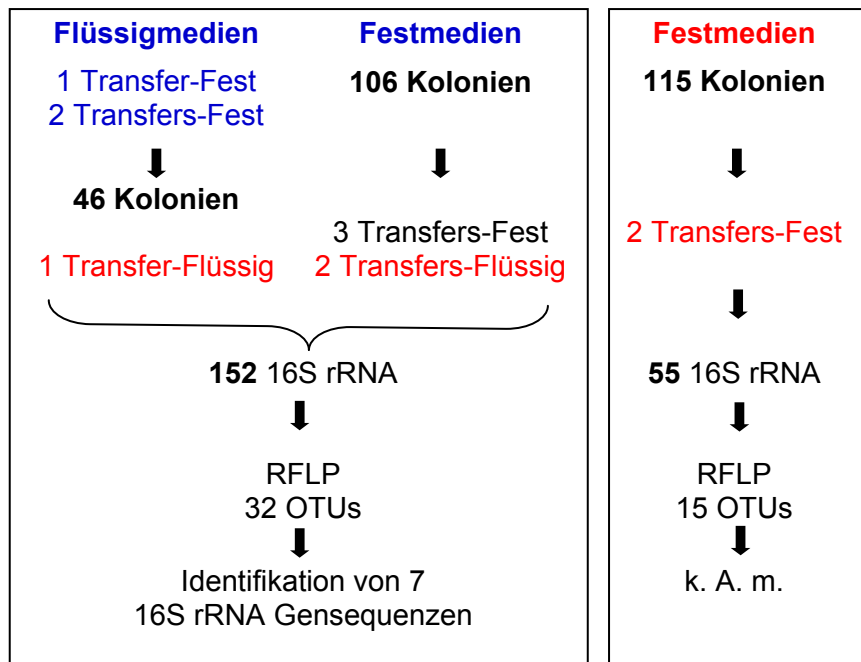 Flüssigmedien
1 Transfer-Fest
2 Transfers-Fest
46 Kolonien
1 Transfer-Flüssig
Festmedien
106 Kolonien
3 Transfers-Fest
2 Transfers-Flüssig
152 16S rRNA
RFLP
32 OTUs
Identifikation von 7
16S rRNA Gensequenzen
Festmedien
115 Kolonien
2 Transfers-Fest
55 16S rRNA
RFLP
15 OTUs
k. A. m.